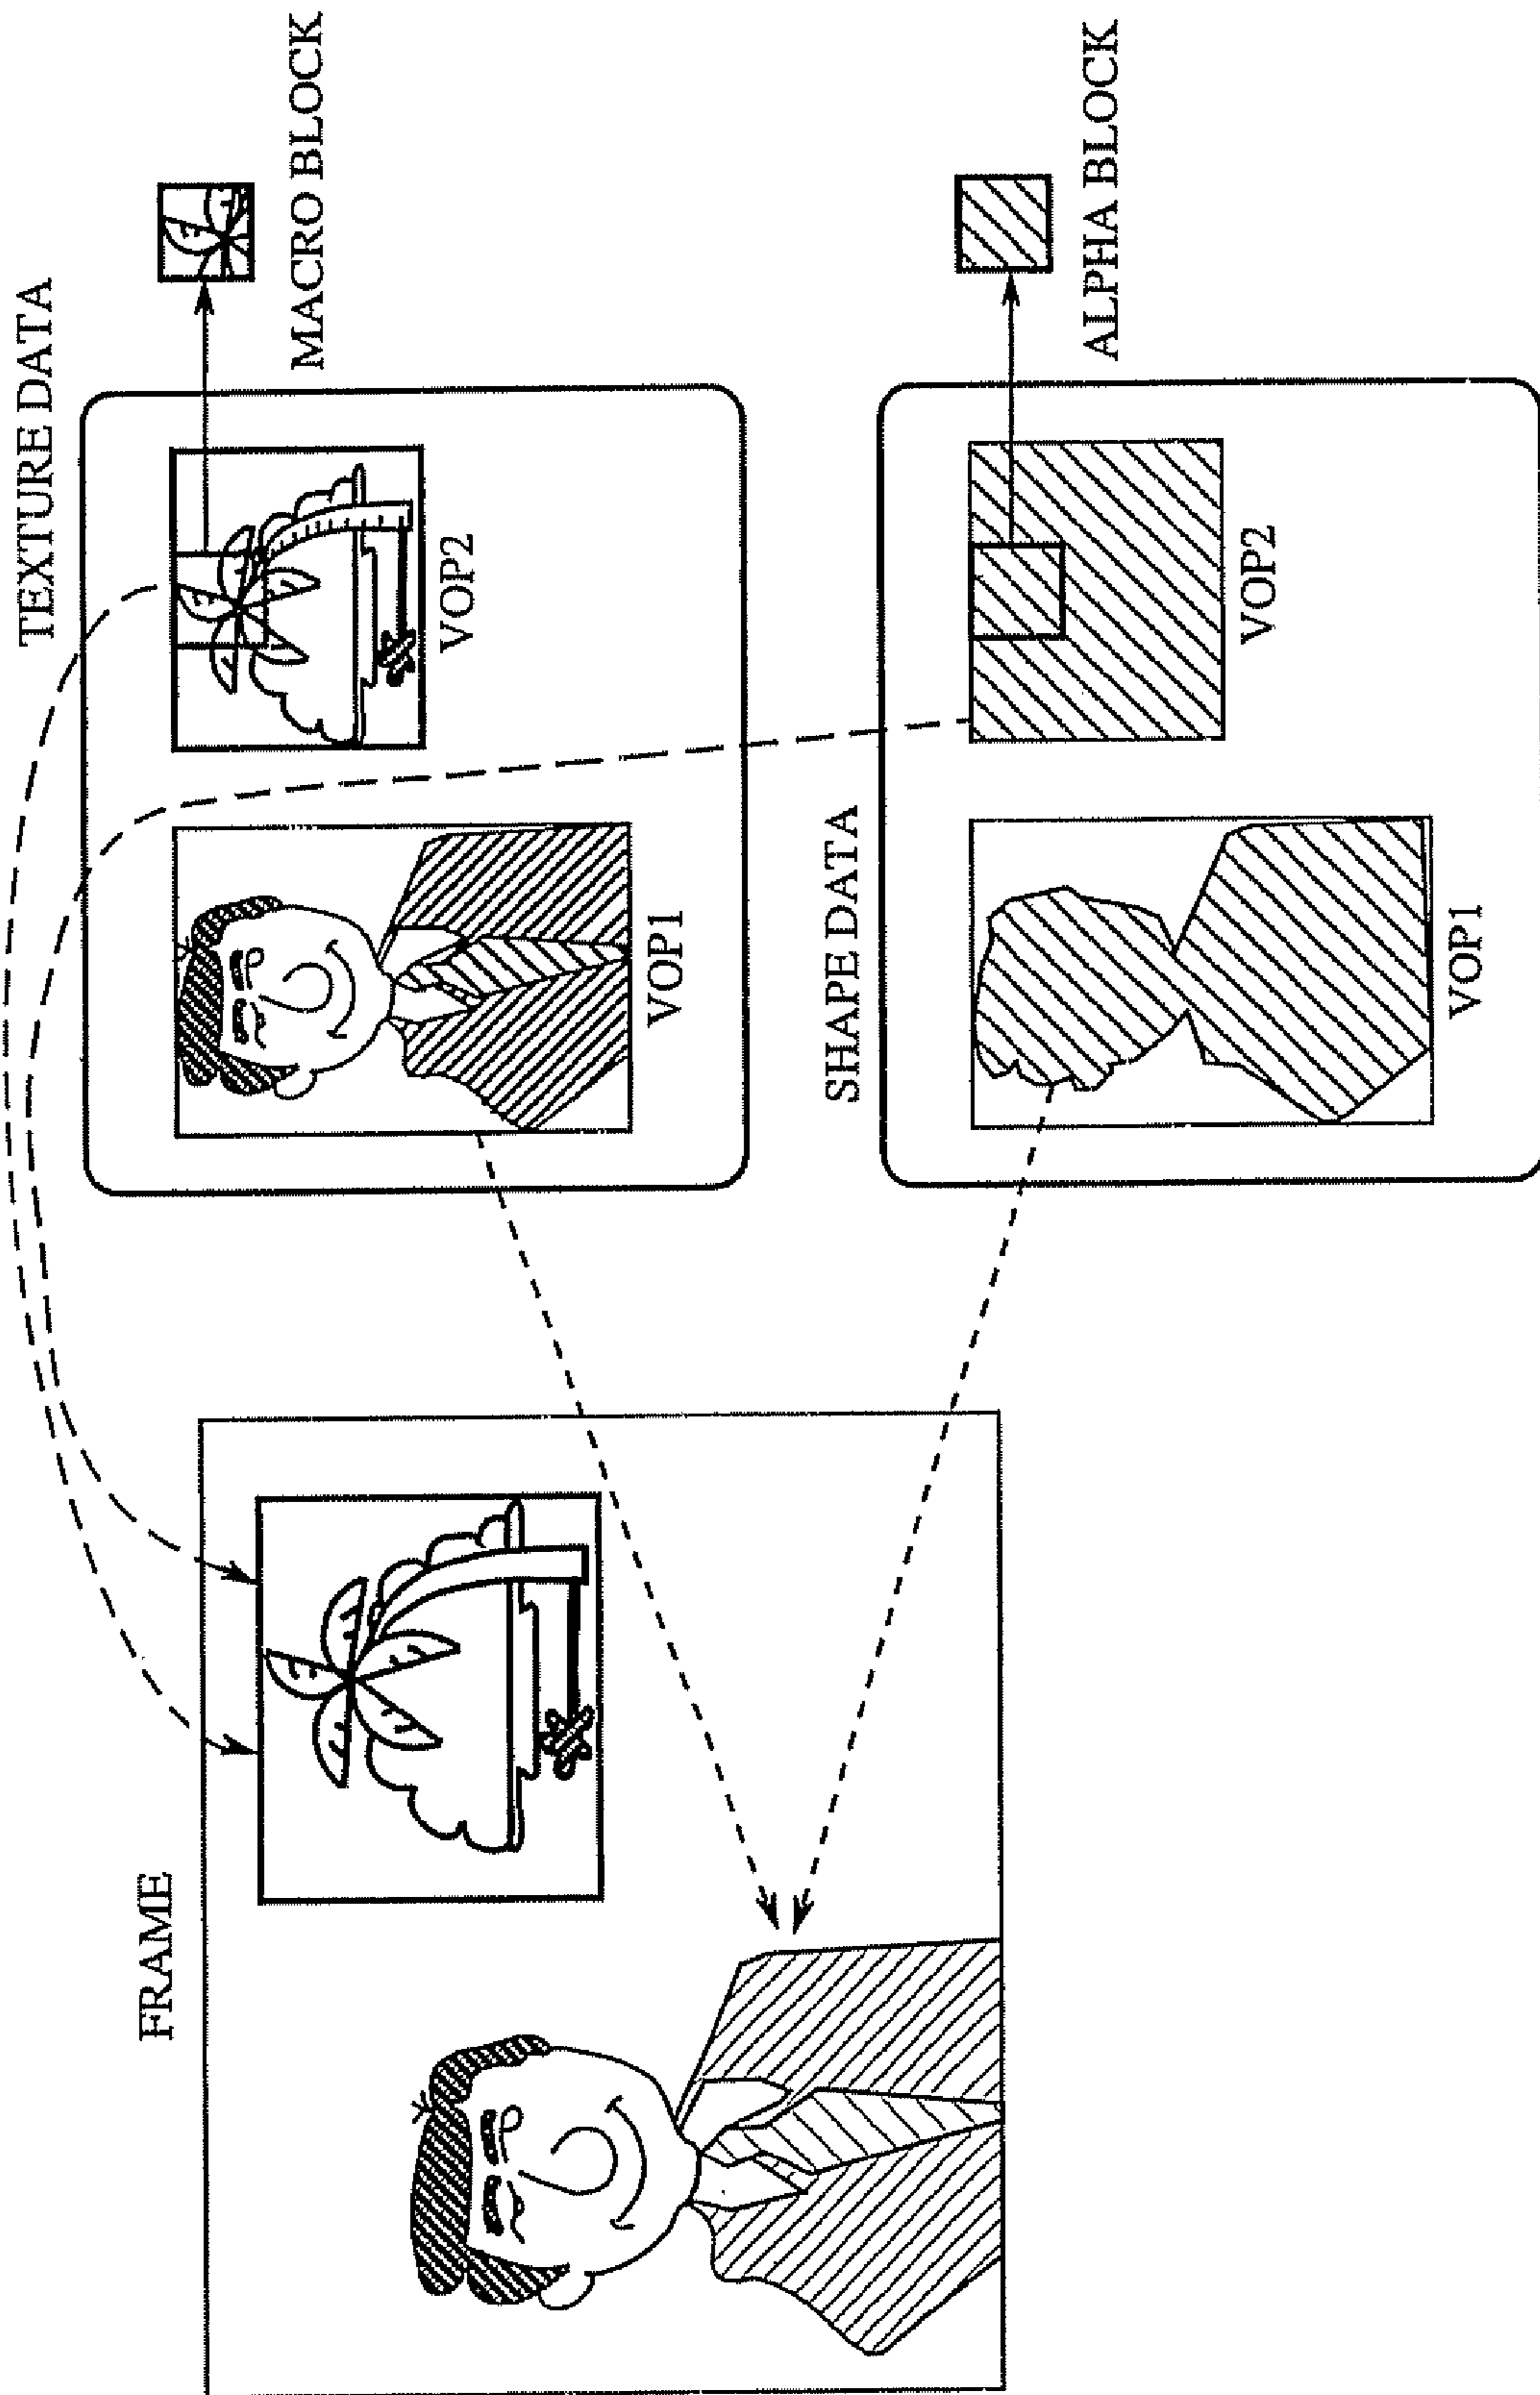 FRAME
TEXTURE DATA
VOP1
VOP2
MACRO BLOCK
SHAPE DATA
VOP1
VOP2
ALPHA BLOCK